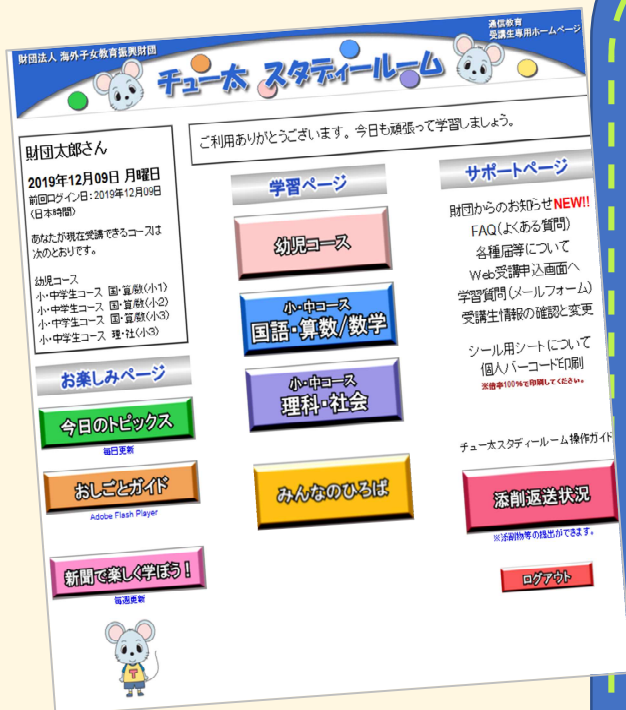 財団法人 海外子女教育振興財団
チュー太 スタディールーム
通信教育
受講生専用ホームページ
財団太郎さん
2019年12月09日 月曜日
前回ログイン日:2019年12月09日
(日本時間)
あなたが現在受講できるコースは
次のとおりです。
幼児コース
小・中学生コース 国・算/数(小1)
小・中学生コース 国・算/数(小2)
小・中学生コース 国・算/数(小3)
小・中学生コース 理・社(小3)
お楽しみページ
今日のトピックス
毎日更新
おしごとガイド
Adobe Flash Player
新聞で楽しく学ぼう!
毎週更新
T
ご利用ありがとうございます。今日も頑張って学習しましょう。
学習ページ
幼児コース
小・中コース
国語・算数/数学
小・中コース
理科・社会
みんなのひろば
サポートページ
財団からのお知らせNEW!!
FAQ(よくある質問)
各種届等について
Web受講申込画面へ
学習質問(メールフォーム)
受講生情報の確認と変更
シール用シートについて
個人バーコード印刷
※倍率100%で印刷してください。
チュー太スタディールーム操作ガイド
添削返送状況
※添削物等の提出ができます。
ログアウト